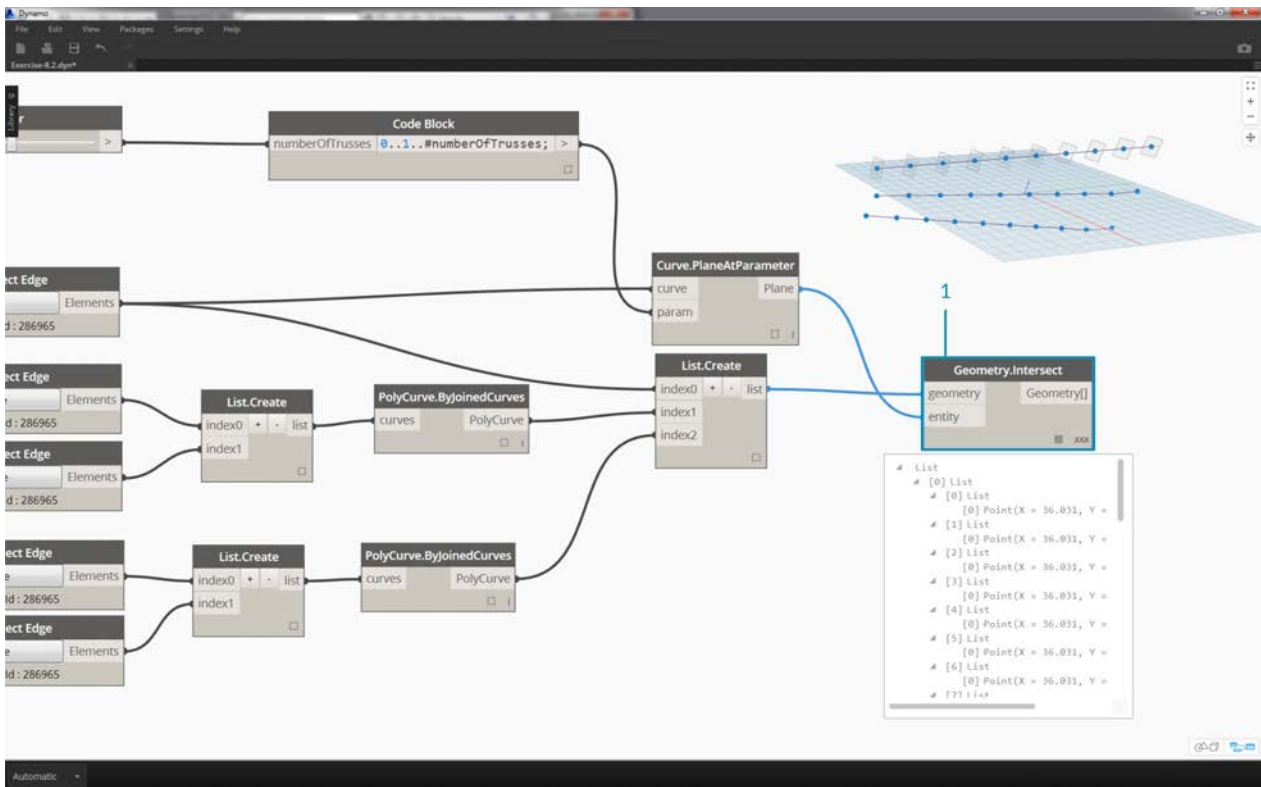 Dynamo
File Edit View Packages Settings Help
Exercise-8.2.dyn*
Library
r
>
Code Block
numberOfTrusses 0..1..#numberOfTrusses; >
Curve.PlaneAtParameter
curve Plane
param
ect Edge
Elements
d : 286965
1
List.Create
index0 + - list
index1
index2
Geometry.Intersect
geometry Geometry[]
entity
xxx
ect Edge
e Elements
ect Edge
e Elements
d : 286965
List.Create
index0 + - list
index1
PolyCurve.ByJoinedCurves
curves PolyCurve
List
[0] List
[0] List
[0] Point(X = 36.031, Y =
[1] List
[0] Point(X = 36.031, Y =
[2] List
[0] Point(X = 36.031, Y =
[3] List
[0] Point(X = 36.031, Y =
[4] List
[0] Point(X = 36.031, Y =
[5] List
[0] Point(X = 36.031, Y =
[6] List
[0] Point(X = 36.031, Y =
[7] List
ect Edge
e Elements
Id : 286965
ect Edge
e Elements
Id : 286965
List.Create
index0 + - list
index1
PolyCurve.ByJoinedCurves
curves PolyCurve
Automatic